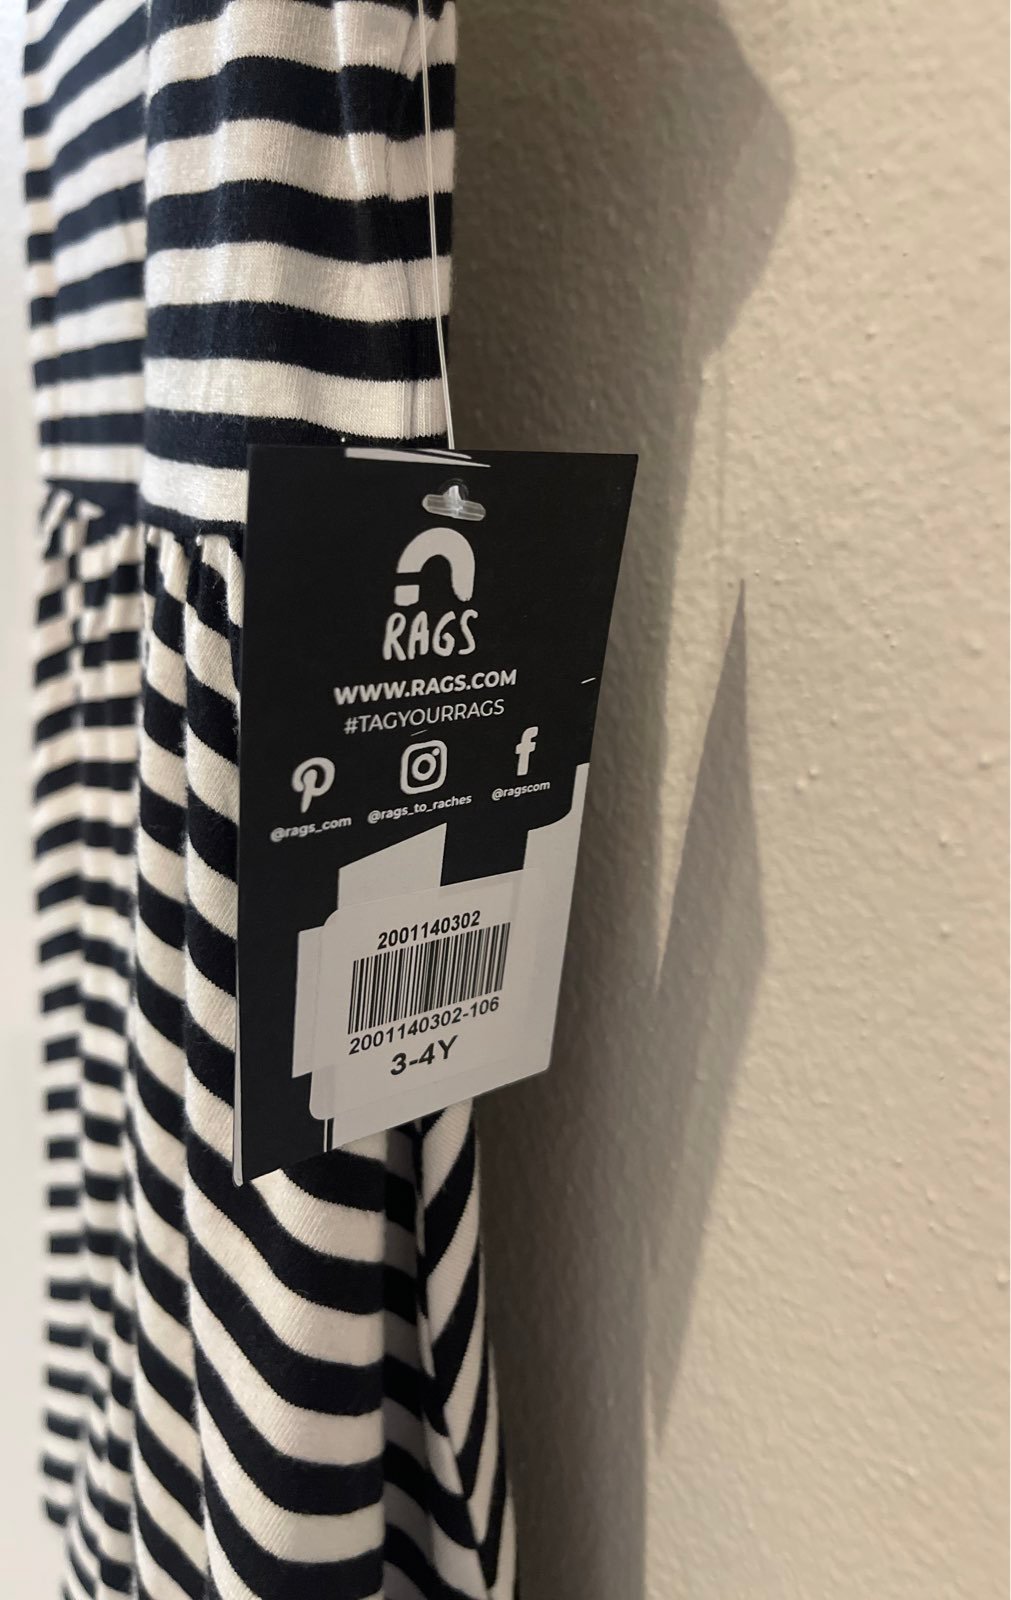 RAGS
WWW.RAGS.COM
#TAGYOURRAGS
@rags_com @rags_to_raches @ragscom
2001140302
2001140302-106
3-4Y